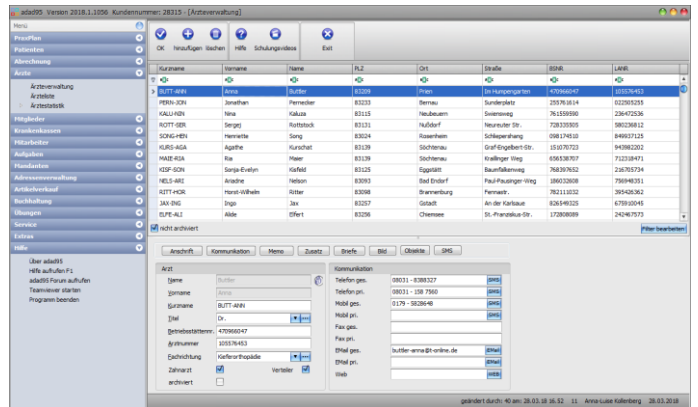 adad95 Version 2018.1.1956 Kundennummer: 28315 - [Ärzteverwaltung]
Menü
PraxPlan
Patienten
Abrechnung
Ärzte
Ärzteverwaltung
Ärzteliste
Ärztestatistik
Mitglieder
Krankenkassen
Mitarbeiter
Aufgaben
Mandanten
Adressenverwaltung
Artikelverkauf
Buchhaltung
Übungen
Service
Extras
Hilfe
Über adad95
Hilfe aufrufen F1
adad95 Forum aufrufen
Teamviewer starten
Programm beenden
OK hinzufügen löschen Hilfe Schulungsvideos Exit
Kurzname Vorname Name PLZ Ort Straße BSNR LANR
BUTT-ANN Anna Buttler 83209 Prien Im Humpengarten 470966047 105576453
PERN-JON Jonathan Pernecker 83233 Bernau Sunderplatz 255761614 022505255
KALU-NIN Nina Kaluza 83115 Neubeuern Swensweg 761559590 236472536
ROTT-SER Sergej Rottstock 83131 Nußdorf Neureuter Str. 728335505 580236812
SONG-HEN Henriette Song 83024 Rosenheim Schliepershang 098174510 849937125
KURS-AGA Agathe Kurschat 83139 Söchtenau Graf-Engelbert-Str. 151070723 943982202
MAIE-RIA Ria Maier 83139 Söchtenau Krailinger Weg 656538707 712318471
KISF-SON Sonja-Evelyn Kisfeld 83125 Eggstätt Baumfalkenweg 768397652 216705734
NELS-ARI Ariadne Nelson 83093 Bad Endorf Paul-Pausinger-Weg 186032808 756948351
RITT-HOR Horst-Wilhelm Ritter 83098 Brannenburg Fennastr. 782111032 395426362
JAX-ING Ingo Jax 83257 Gstadt An der Karlsaue 826549325 675910045
ELFE-ALI Alide Elfert 83256 Chiemsee St.-Franziskus-Str. 172808089 242467573
nicht archiviert
Filter bearbeiten
Anschrift Kommunikation Memo Zusatz Briefe Bild Objekte SMS
Arzt
Name Buttler
Vorname Anna
Kurzname BUTT-ANN
Titel Dr.
Betriebsstättennr. 470966047
Arztnummer 105576453
Fachrichtung Kieferorthopädie
Zahnarzt Verteiler
archiviert
Kommunikation
Telefon ges. 08031 - 8388327 SMS
Telefon pri. 08031 - 158 7560 SMS
Mobil ges. 0179 - 5828648 SMS
Mobil pri. SMS
Fax ges.
Fax pri.
EMail ges. buttler-anna@t-online.de EMail
EMail pri. EMail
Web WEB
geändert durch: 40 am: 28.03.18 16.52 11 Anna-Luise Kollenberg 28.03.2018